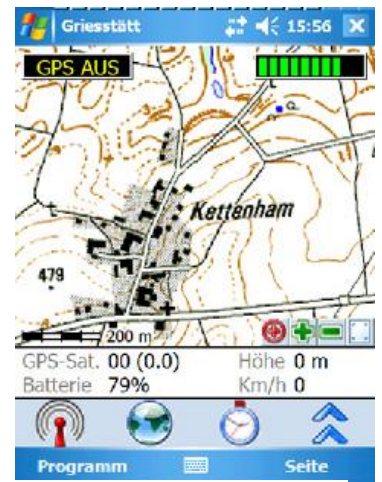 Griesstätt 15:56
GPS AUS
Kettenham
479
200 m
GPS-Sat. 00 (0.0) Höhe 0 m
Batterie 79% Km/h 0
Programm Seite